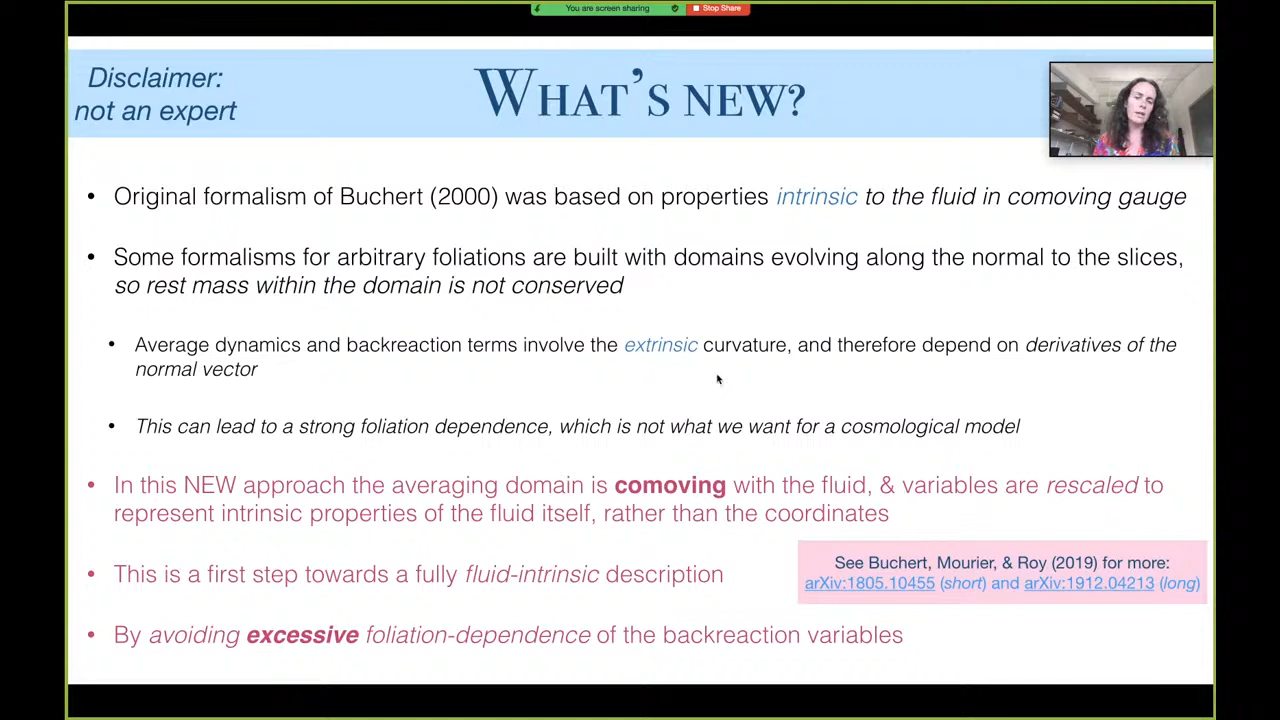 You are screen sharing
Stop Share
Disclaimer:
not an expert
WHAT'S NEW?
• Original formalism of Buchert (2000) was based on properties intrinsic to the fluid in comoving gauge
• Some formalisms for arbitrary foliations are built with domains evolving along the normal to the slices,
so rest mass within the domain is not conserved
• Average dynamics and backreaction terms involve the extrinsic curvature, and therefore depend on derivatives of the
normal vector
• This can lead to a strong foliation dependence, which is not what we want for a cosmological model
• In this NEW approach the averaging domain is comoving with the fluid, & variables are rescaled to
represent intrinsic properties of the fluid itself, rather than the coordinates
• This is a first step towards a fully fluid-intrinsic description
See Buchert, Mourier, & Roy (2019) for more:
arXiv:1805.10455 (short) and arXiv:1912.04213 (long)
• By avoiding excessive foliation-dependence of the backreaction variables